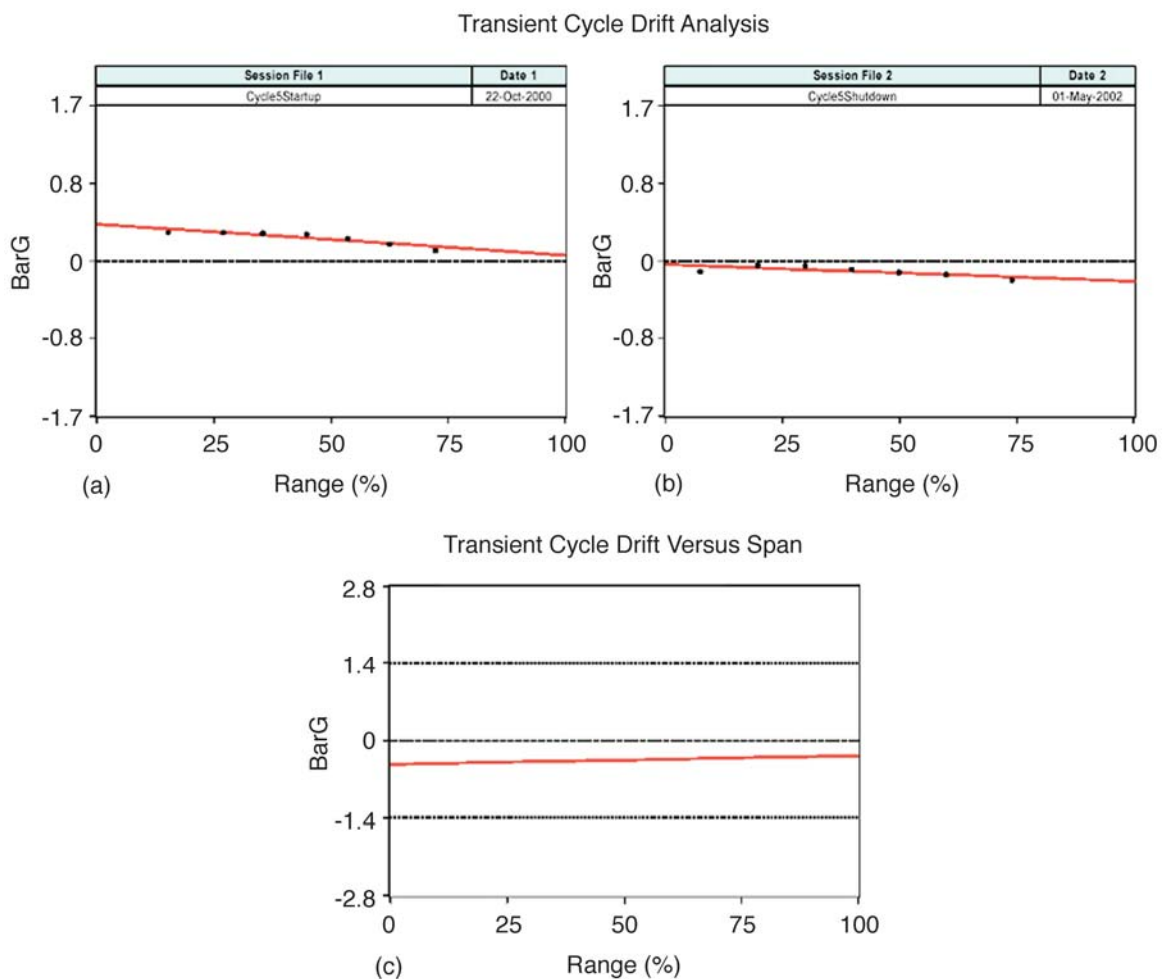 Transient Cycle Drift Analysis
Session File 1 Date 1
Cycle5Startup 22-Oct-2000
1.7
0.8
0
-0.8
-1.7
BarG
0 25 50 75 100
(a) Range (%)
Session File 2 Date 2
Cycle5Shutdown 01-May-2002
1.7
0.8
0
-0.8
-1.7
BarG
0 25 50 75 100
(b) Range (%)
Transient Cycle Drift Versus Span
2.8
1.4
0
-1.4
-2.8
BarG
0 25 50 75 100
(c) Range (%)